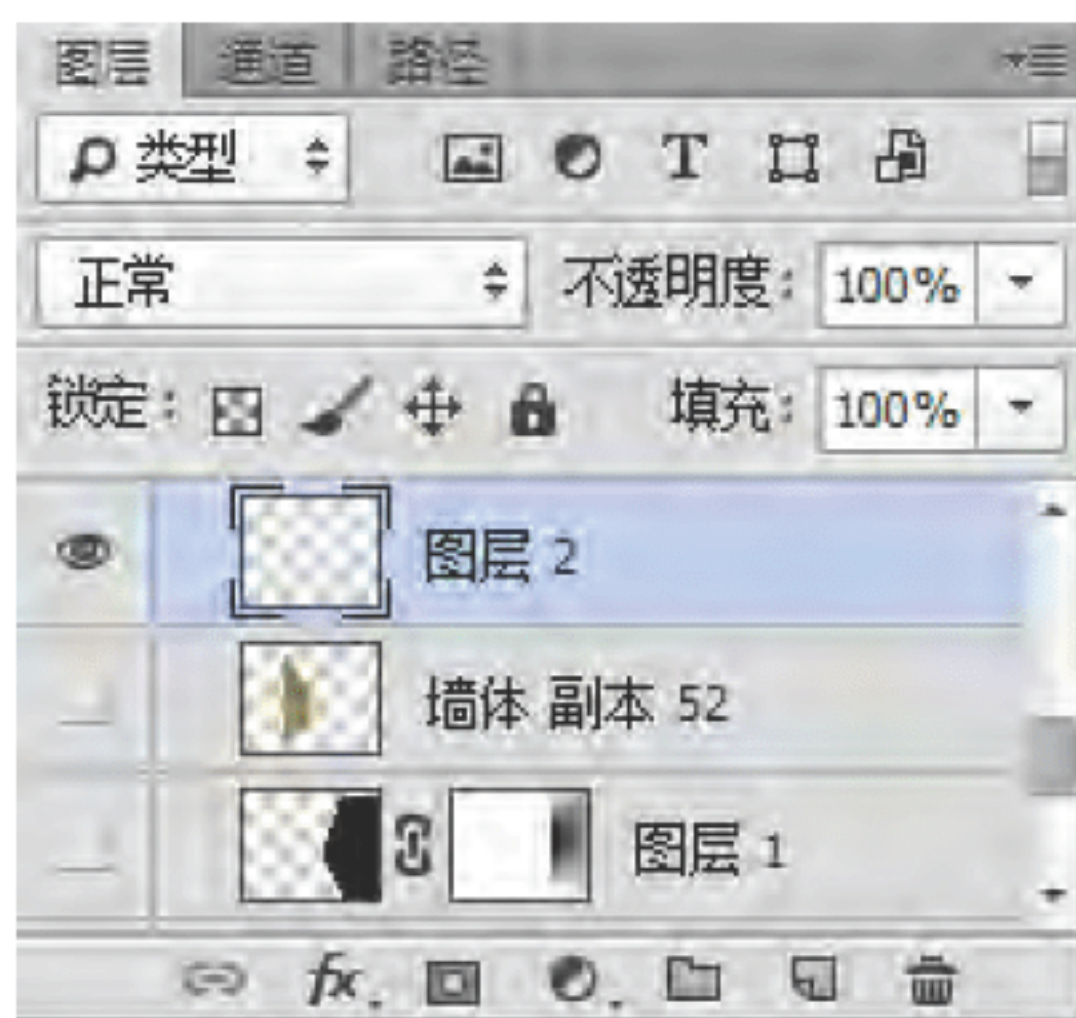 图层 通道 路径
类型 T
正常 不透明度: 100%
锁定: 填充: 100%
图层 2
墙体 副本 52
图层 1
fx.